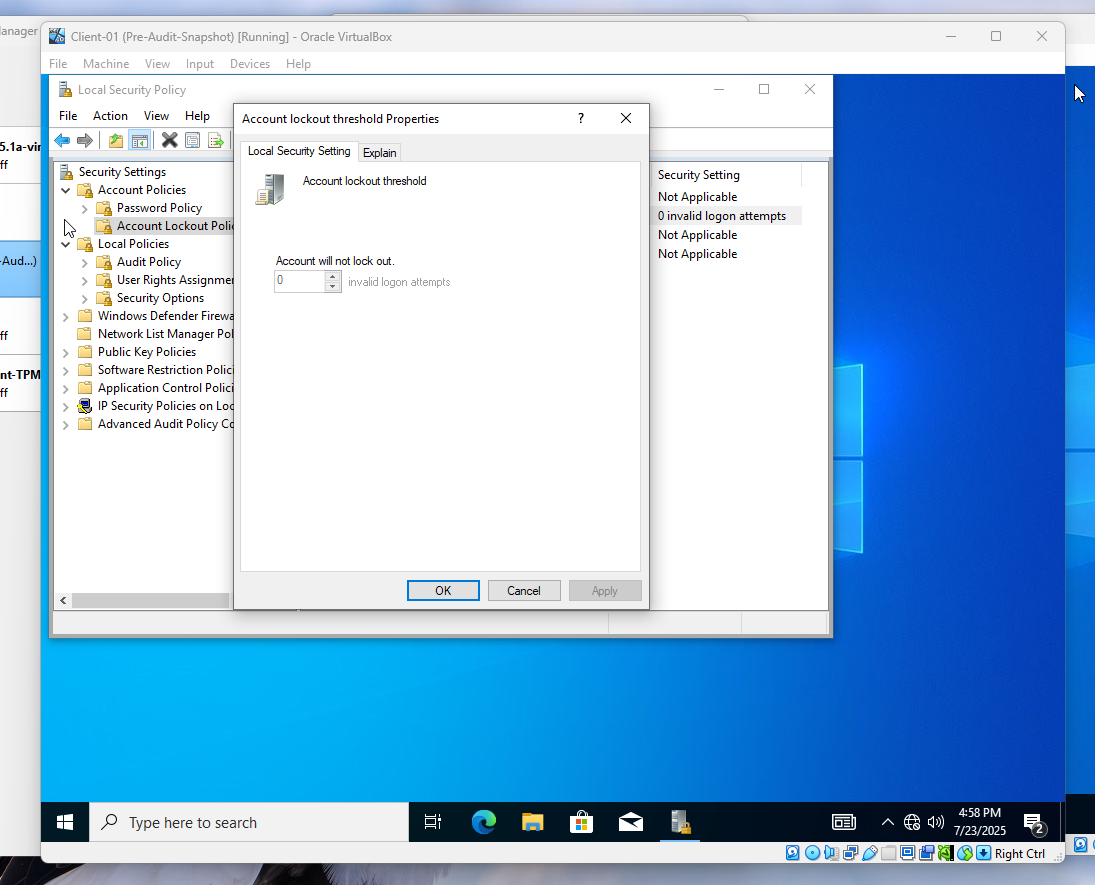 anager
Client-01 (Pre-Audit-Snapshot) [Running] - Oracle VirtualBox
File Machine View Input Devices Help
5.1a-vir
ff
-Aud...)
ff
nt-TPM
ff
Local Security Policy
File Action View Help
Security Settings
Account Policies
Password Policy
Account Lockout Polic
Local Policies
Audit Policy
User Rights Assignmen
Security Options
Windows Defender Firewa
Network List Manager Pol
Public Key Policies
Software Restriction Polici
Application Control Polici
IP Security Policies on Loc
Advanced Audit Policy Co
Account lockout threshold Properties
?
Local Security Setting Explain
Account lockout threshold
Account will not lock out.
0 invalid logon attempts
OK Cancel Apply
Security Setting
Not Applicable
0 invalid logon attempts
Not Applicable
Not Applicable
Type here to search
4:58 PM
7/23/2025
2
Right Ctrl